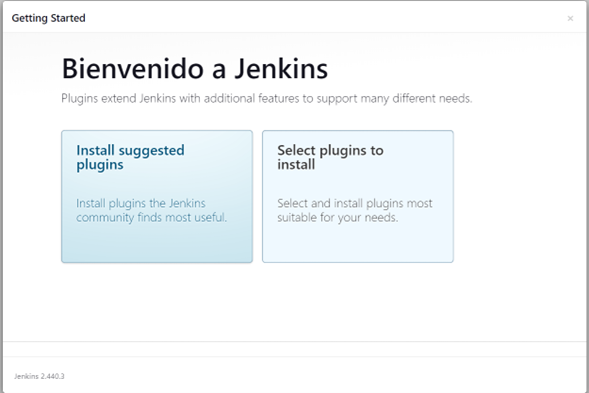 Getting Started
×
Bienvenido a Jenkins
Plugins extend Jenkins with additional features to support many different needs.
Install suggested
plugins
Install plugins the Jenkins
community finds most useful.
Select plugins to
install
Select and install plugins most
suitable for your needs.
Jenkins 2.440.3